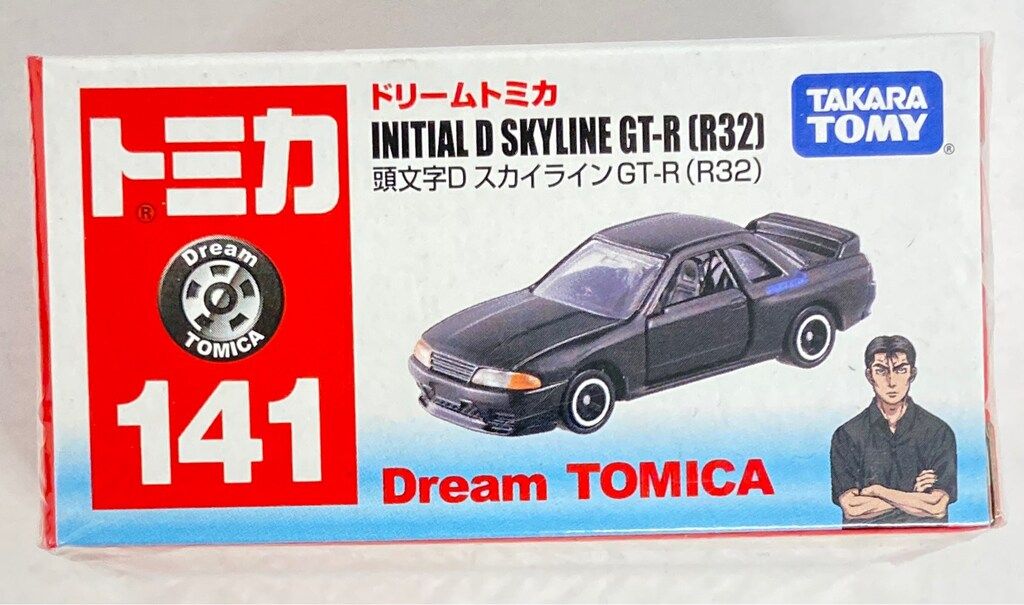 トミカ
®
Dream
TOMICA
141
ドリームトミカ
INITIAL D SKYLINE GT-R (R32)
頭文字D スカイラインGT-R(R32)
TAKARA
TOMY
®
Dream TOMICA